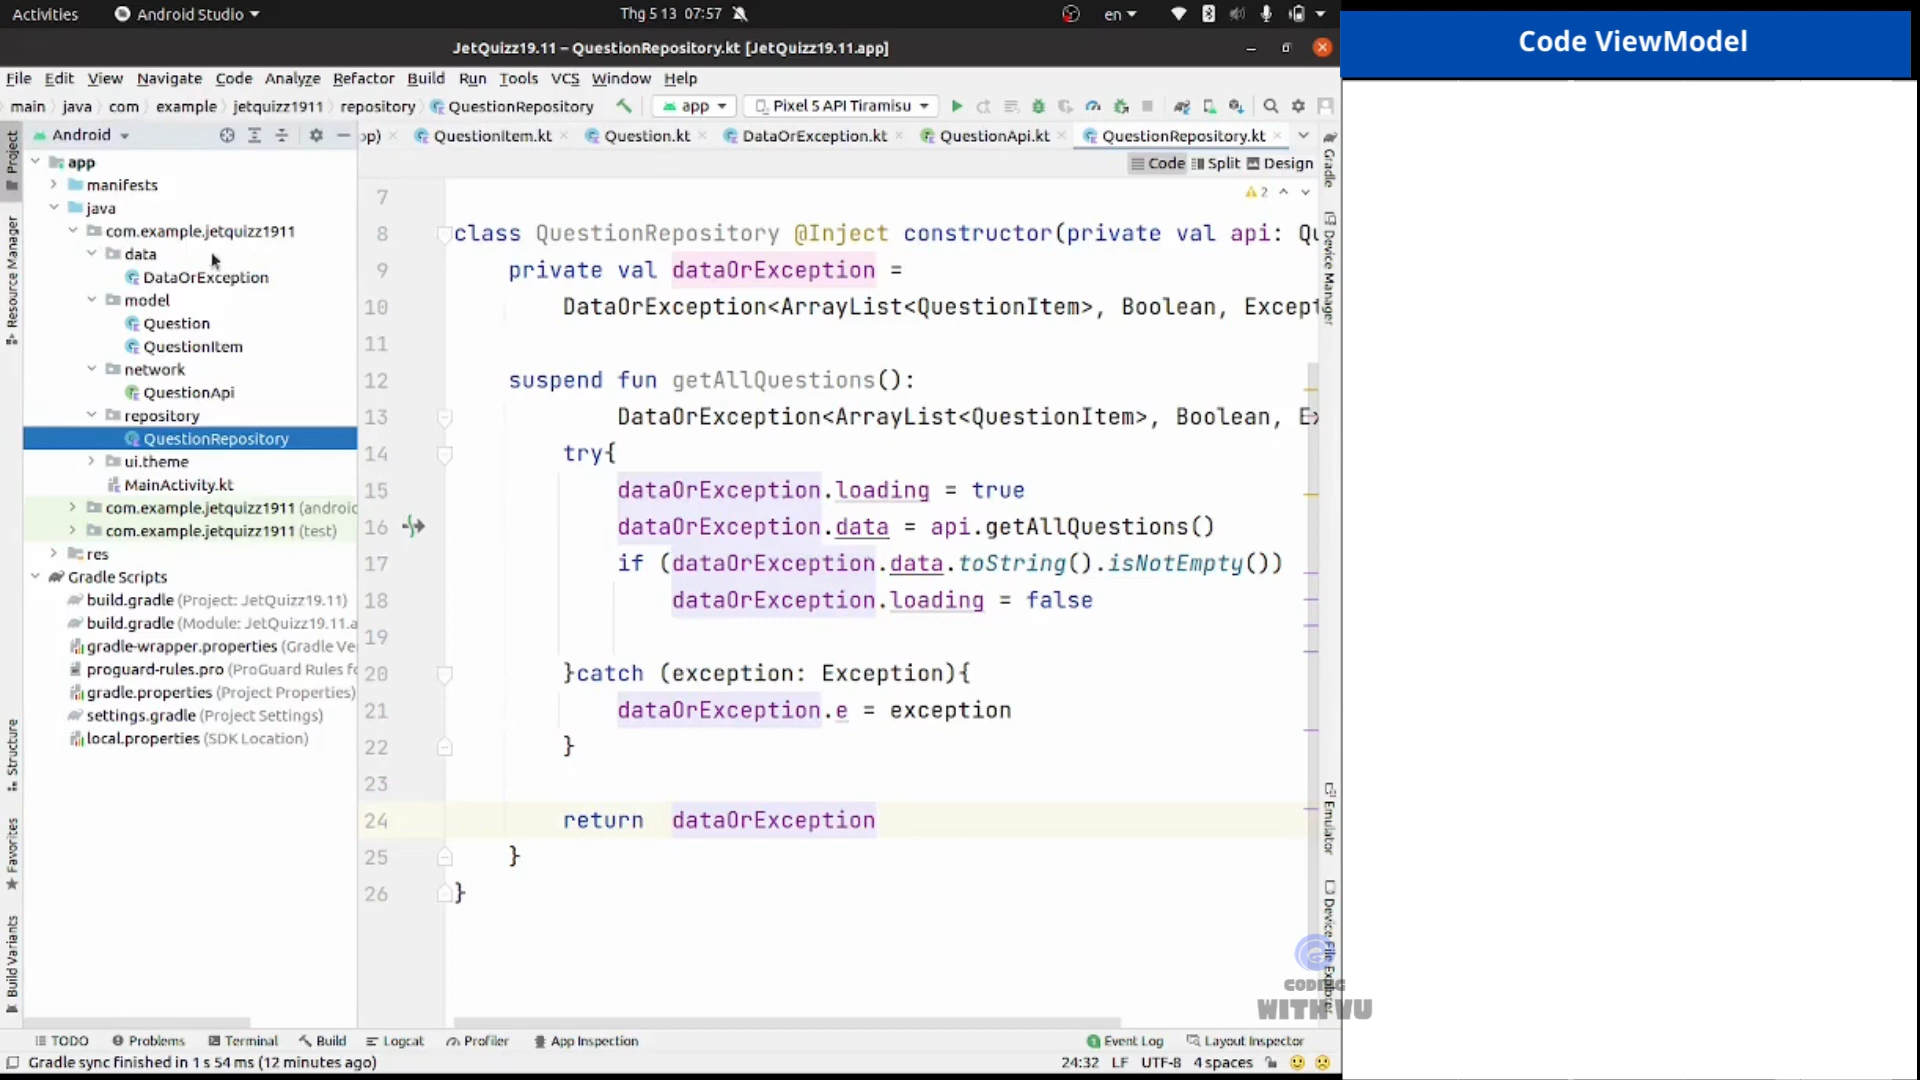 Activities
Android Studio
Thg 5 13 07:57
en
JetQuizz19.11 – QuestionRepository.kt [JetQuizz19.11.app]
Code ViewModel
File Edit View Navigate Code Analyze Refactor Build Run Tools VCS Window Help
main java com example jetquizz1911 repository QuestionRepository app Pixel 5 API Tiramisu
Android
pp) QuestionItem.kt Question.kt DataOrException.kt QuestionApi.kt QuestionRepository.kt
Code Split Design
Project
Resource Manager
Structure
Favorites
Build Variants
app
manifests
java
com.example.jetquizz1911
data
DataOrException
model
Question
QuestionItem
network
QuestionApi
repository
QuestionRepository
ui.theme
MainActivity.kt
com.example.jetquizz1911 (androic
com.example.jetquizz1911 (test)
res
Gradle Scripts
build.gradle (Project: JetQuizz19.11)
build.gradle (Module: JetQuizz19.11.a
gradle-wrapper.properties (Gradle Ve
proguard-rules.pro (ProGuard Rules fo
gradle.properties (Project Properties)
settings.gradle (Project Settings)
local.properties (SDK Location)
2
7
8 class QuestionRepository @Inject constructor(private val api: Qu
9 private val dataOrException =
10 DataOrException<ArrayList<QuestionItem>, Boolean, Except
11
12 suspend fun getAllQuestions():
13 DataOrException<ArrayList<QuestionItem>, Boolean, Ex
14 try{
15 dataOrException.loading = true
16 dataOrException.data = api.getAllQuestions()
17 if (dataOrException.data.toString().isNotEmpty())
18 dataOrException.loading = false
19
20 }catch (exception: Exception){
21 dataOrException.e = exception
22 }
23
24 return dataOrException
25 }
26 }
Gradle
Device Manager
Emulator
Device File Explorer
CODING
WITH VU
TODO Problems Terminal Build Logcat Profiler App Inspection Event Log Layout Inspector
Gradle sync finished in 1 s 54 ms (12 minutes ago) 24:32 LF UTF-8 4 spaces